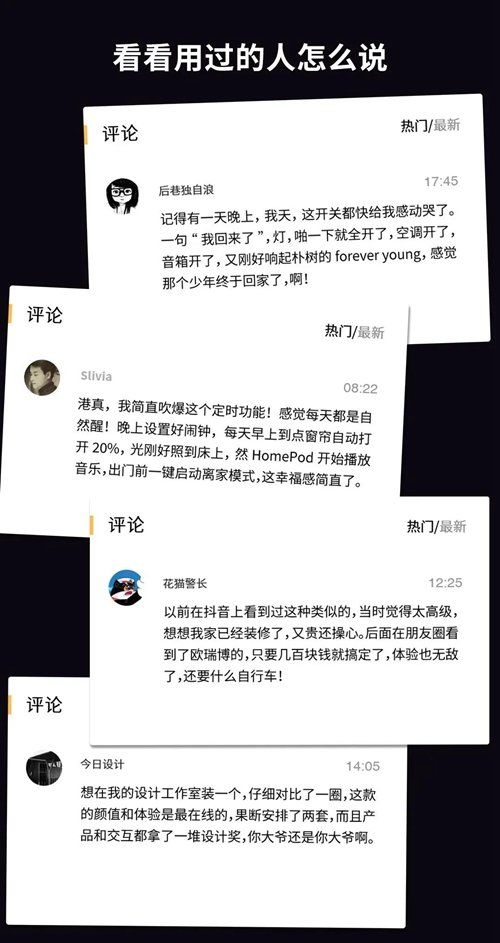 看看用过的人怎么说
评论
热门/最新
后巷独自浪
17:45
记得有一天晚上，我天，这开关都快给我感动哭了。
一句“我回来了”，灯，啪一下就全开了，空调开了，
音箱开了，又刚好响起朴树的 forever young，感觉
那个少年终于回家了，啊！
评论
热门/最新
Slivia
08:22
港真，我简直吹爆这个定时功能！感觉每天都是自
然醒！晚上设置好闹钟，每天早上到点窗帘自动打
开 20%，光刚好照到床上，然 HomePod 开始播放
音乐，出门前一键启动离家模式，这幸福感简直了。
评论
热门/最新
花猫警长
12:25
以前在抖音上看到过这种类似的，当时觉得太高级，
想想我家已经装修了，又贵还操心。后面在朋友圈看
到了欧瑞博的，只要几百块钱就搞定了，体验也无敌
了，还要什么自行车！
评论
今日设计
14:05
想在我的设计工作室装一个，仔细对比了一圈，这款
的颜值和体验是最在线的，果断安排了两套，而且产
品和交互都拿了一堆设计奖，你大爷还是你大爷啊。